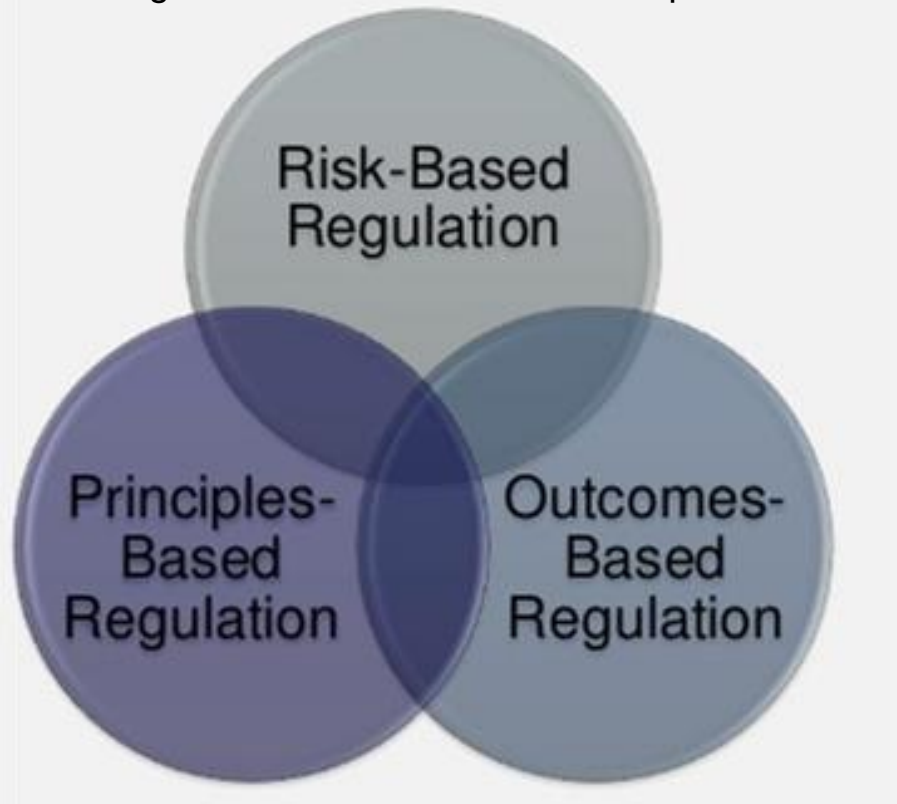 Risk-Based
Regulation
Principles-
Based
Regulation
Outcomes-
Based
Regulation